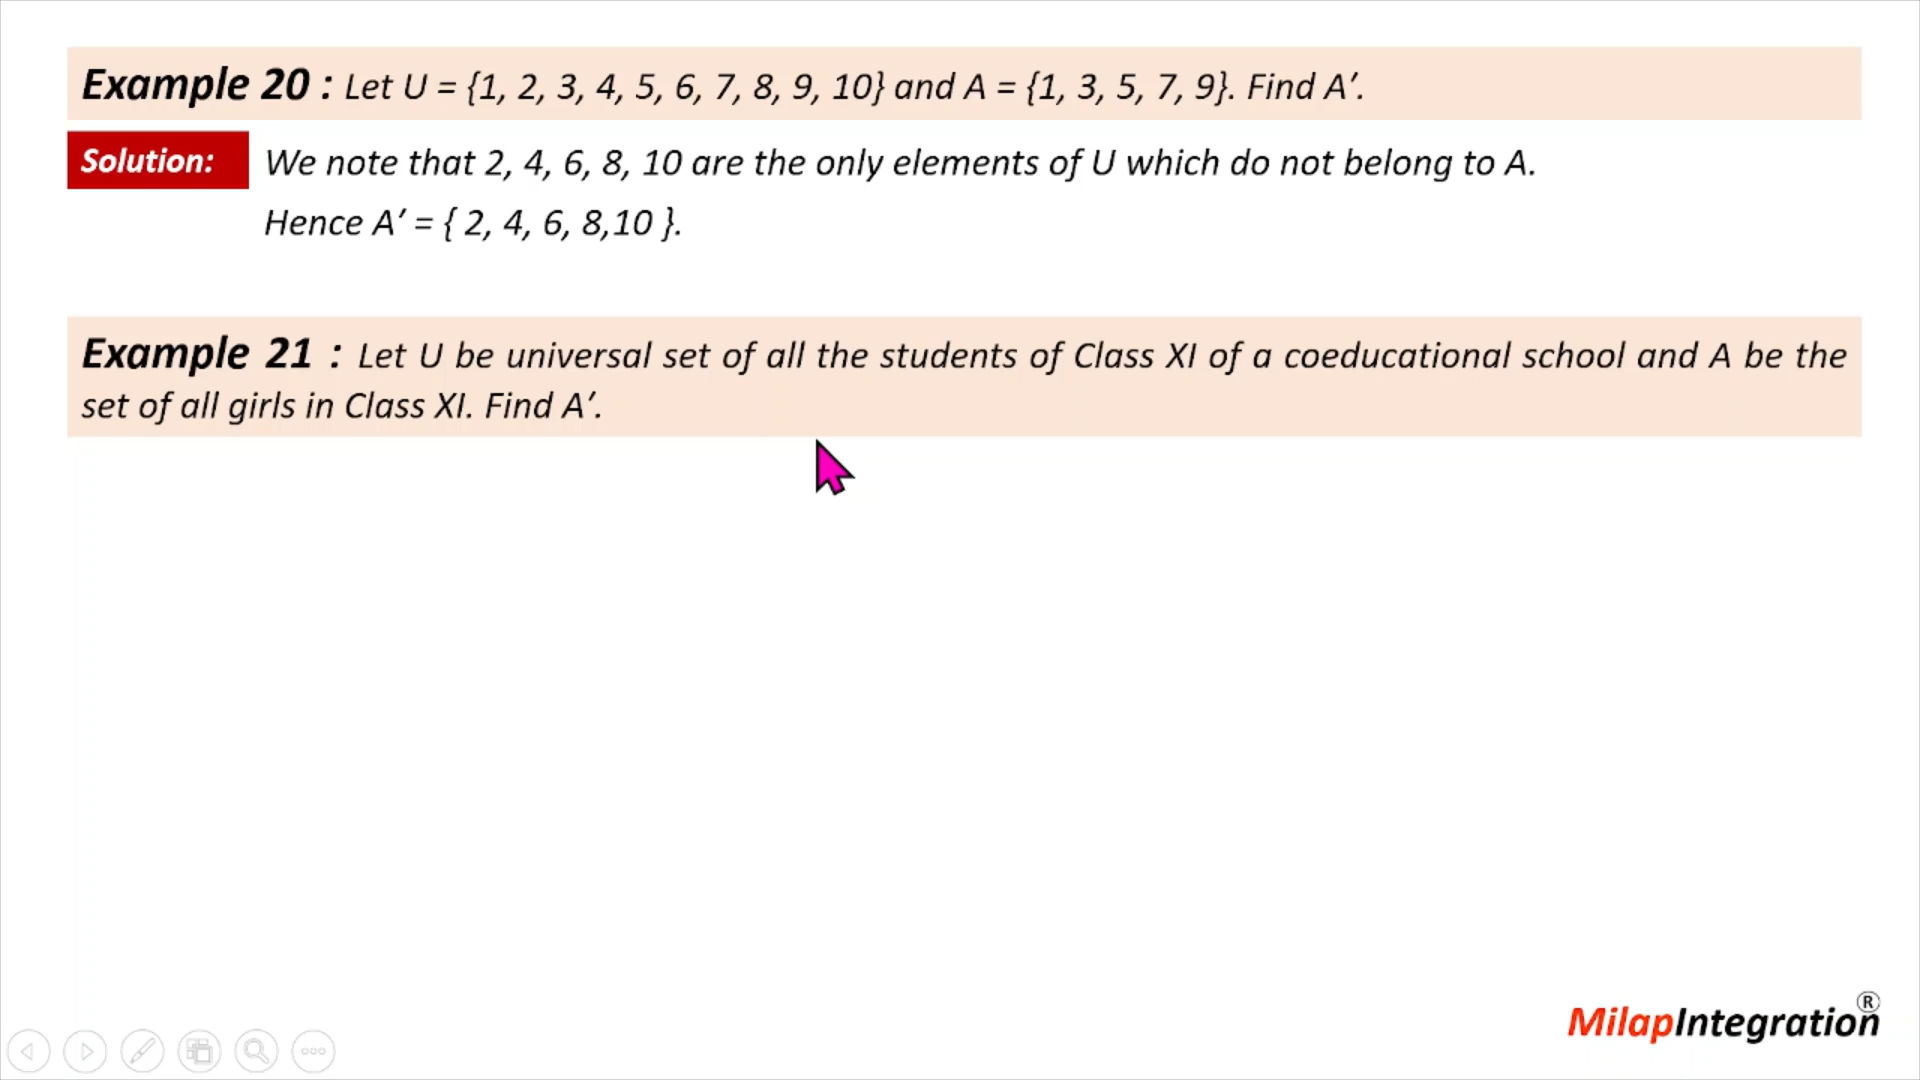 Example 20 : Let U = {1, 2, 3, 4, 5, 6, 7, 8, 9, 10} and A = {1, 3, 5, 7, 9}. Find A′.
Solution: We note that 2, 4, 6, 8, 10 are the only elements of U which do not belong to A.
Hence A′ = { 2, 4, 6, 8,10 }.
Example 21 : Let U be universal set of all the students of Class XI of a coeducational school and A be the
set of all girls in Class XI. Find A′.
MilapIntegration®